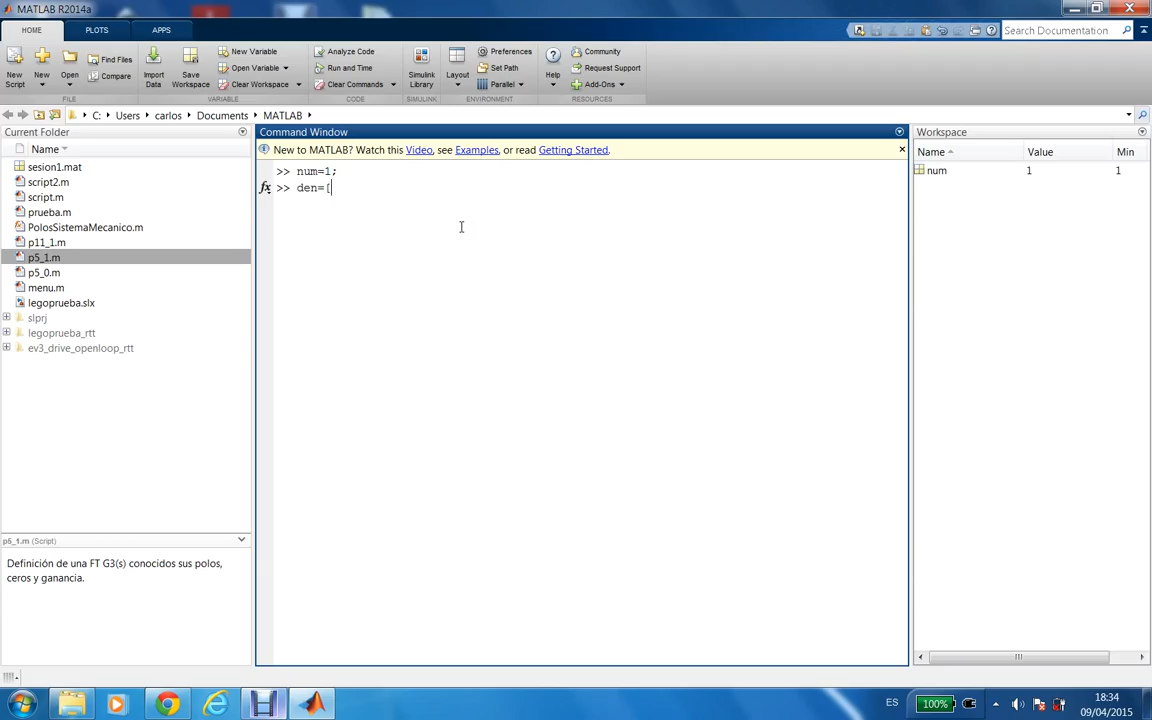 MATLAB R2014a
HOME
PLOTS
APPS
Search Documentation
New Script
New
Open
Find Files
Compare
Import Data
Save Workspace
New Variable
Open Variable
Clear Workspace
Analyze Code
Run and Time
Clear Commands
Simulink Library
Layout
Preferences
Set Path
Parallel
Help
Community
Request Support
Add-Ons
FILE
VARIABLE
CODE
SIMULINK
ENVIRONMENT
RESOURCES
C: Users carlos Documents MATLAB
Current Folder
Name
sesion1.mat
script2.m
script.m
prueba.m
PolosSistemaMecanico.m
p11_1.m
p5_1.m
p5_0.m
menu.m
legoprueba.slx
slprj
legoprueba_rtt
ev3_drive_openloop_rtt
p5_1.m (Script)
Definición de una FT G3(s) conocidos sus polos,
ceros y ganancia.
Command Window
New to MATLAB? Watch this Video, see Examples, or read Getting Started.
>> num=1;
fx >> den=[
Workspace
Name Value Min
num 1 1
ES
100%
18:34
09/04/2015